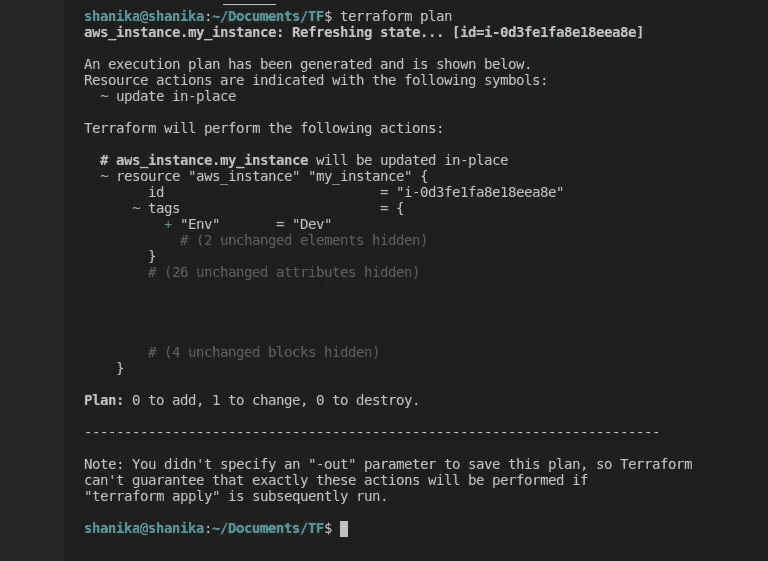 shanika@shanika:~/Documents/TF$ terraform plan
aws_instance.my_instance: Refreshing state... [id=i-0d3fe1fa8e18eea8e]
An execution plan has been generated and is shown below.
Resource actions are indicated with the following symbols:
  ~ update in-place
Terraform will perform the following actions:
  # aws_instance.my_instance will be updated in-place
  ~ resource "aws_instance" "my_instance" {
        id                           = "i-0d3fe1fa8e18eea8e"
      ~ tags                         = {
          + "Env"       = "Dev"
            # (2 unchanged elements hidden)
        }
        # (26 unchanged attributes hidden)
        # (4 unchanged blocks hidden)
    }
Plan: 0 to add, 1 to change, 0 to destroy.
------------------------------------------------------------------------
Note: You didn't specify an "-out" parameter to save this plan, so Terraform
can't guarantee that exactly these actions will be performed if
"terraform apply" is subsequently run.
shanika@shanika:~/Documents/TF$